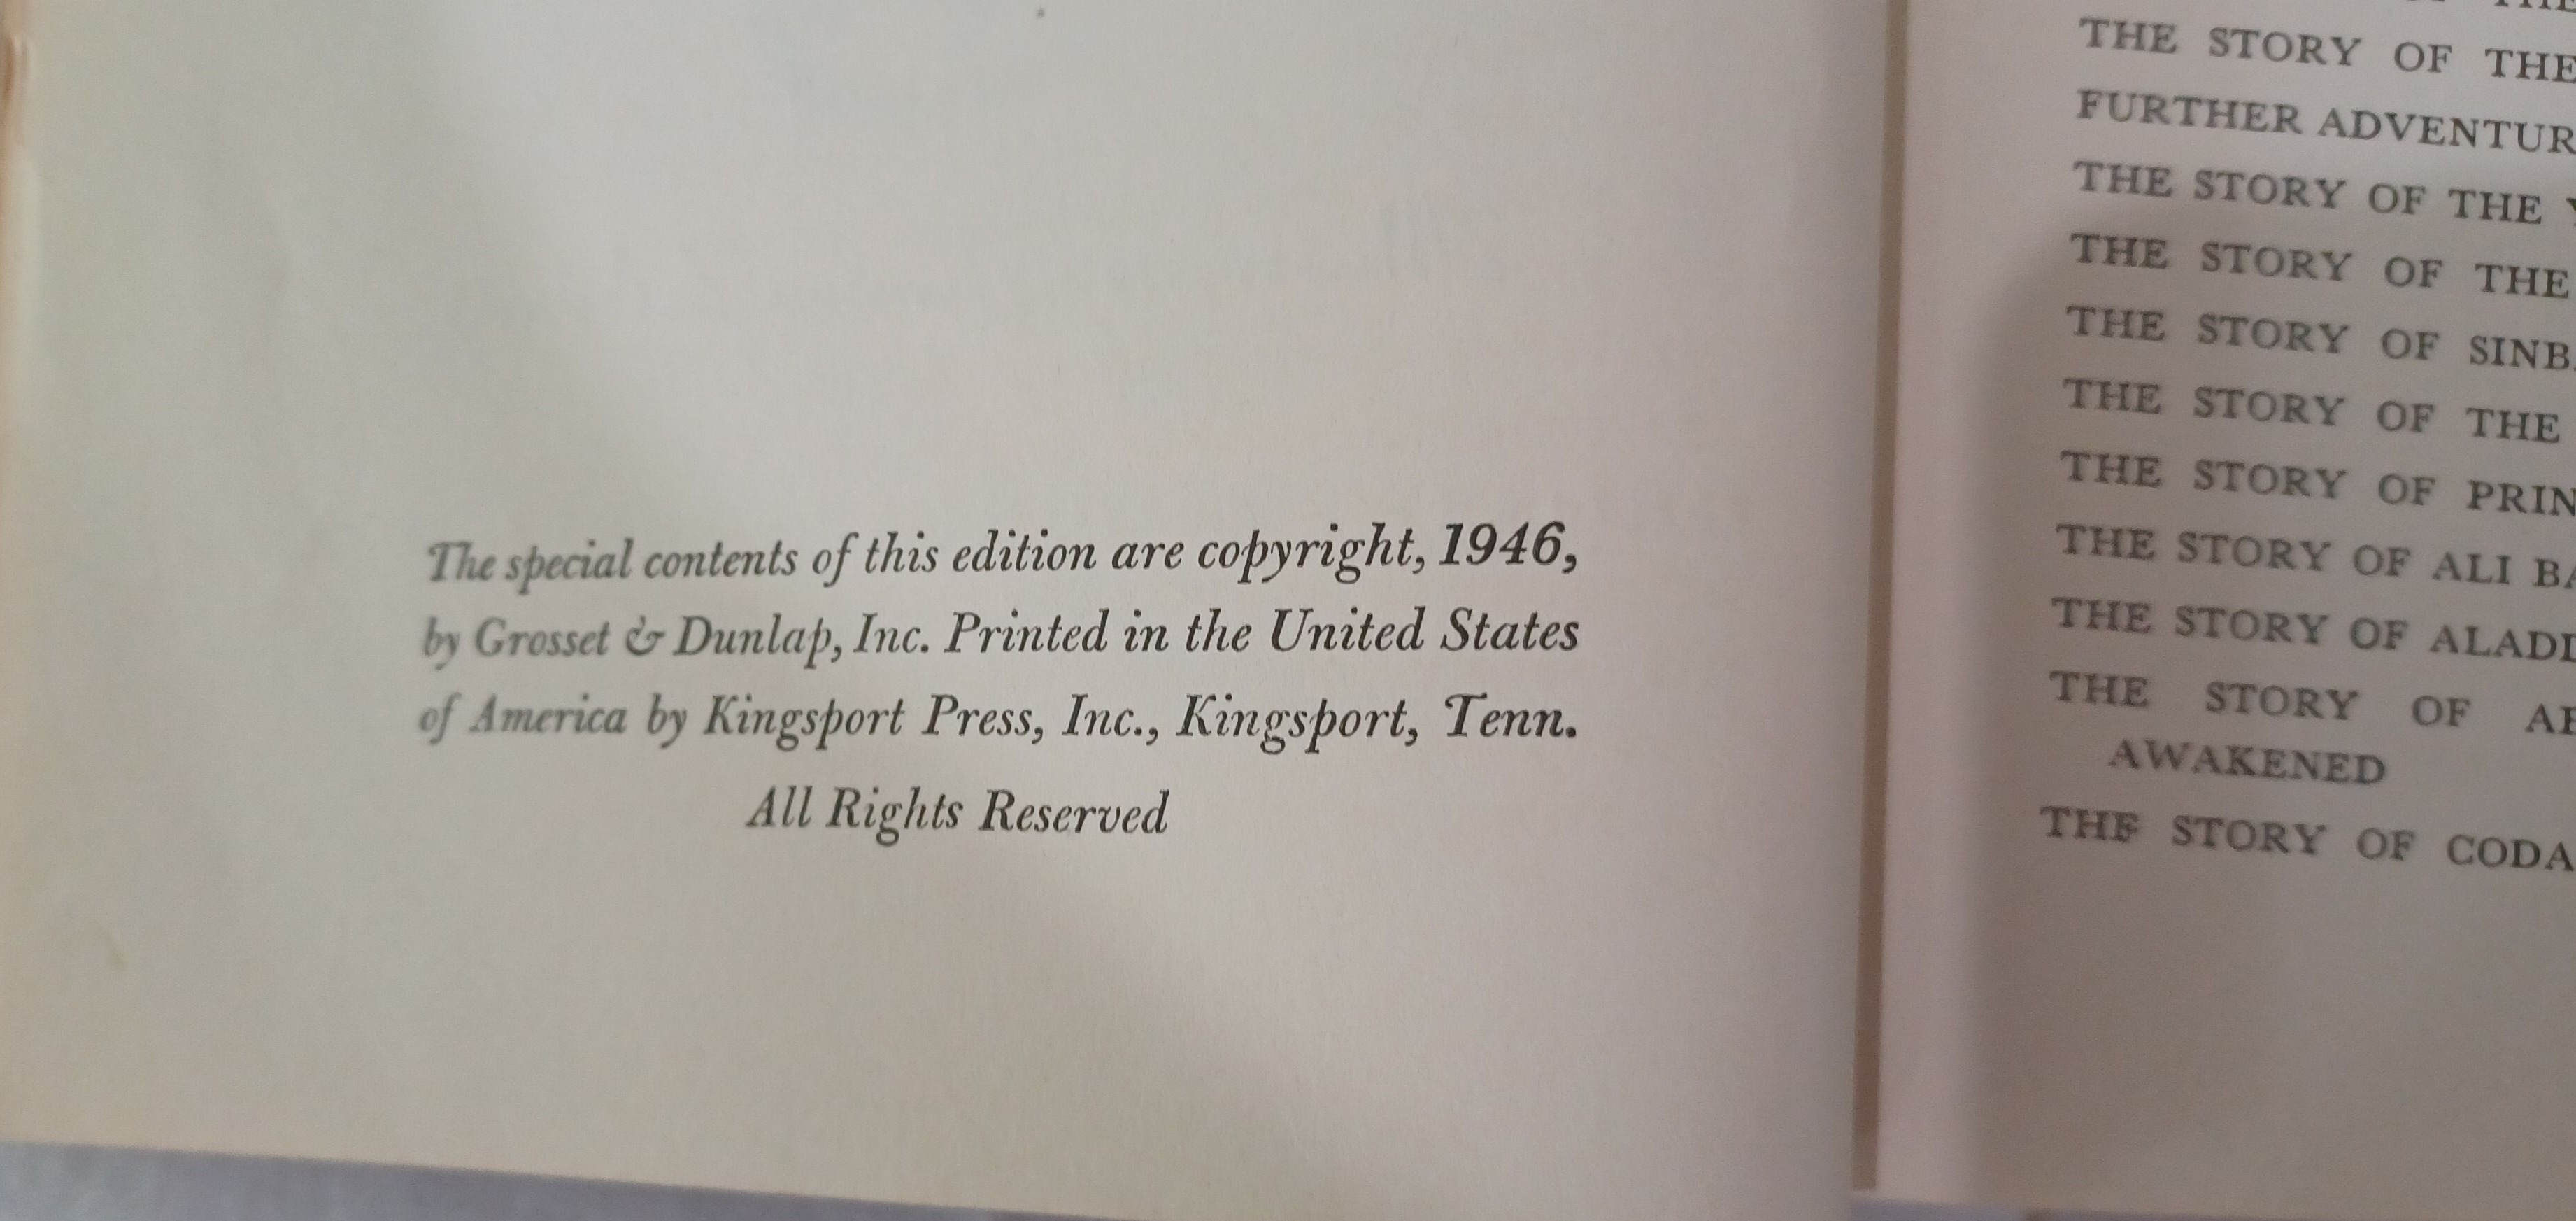 The special contents of this edition are copyright, 1946,
by Grosset & Dunlap, Inc. Printed in the United States
of America by Kingsport Press, Inc., Kingsport, Tenn.
All Rights Reserved
THE STORY OF THE
FURTHER ADVENTUR
THE STORY OF THE
THE STORY OF THE
THE STORY OF SINB
THE STORY OF THE
THE STORY OF PRIN
THE STORY OF ALI BA
THE STORY OF ALADD
THE STORY OF AB
AWAKENED
THE STORY OF CODA